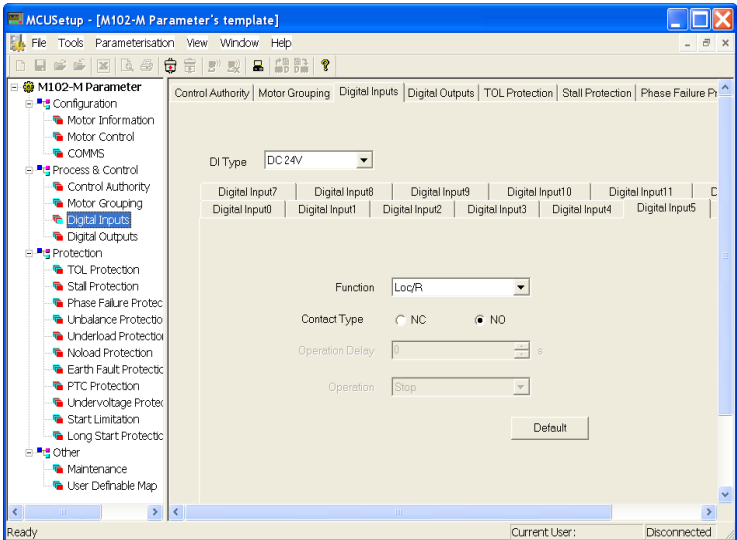 MCUSetup - [M102-M Parameter's template]
File Tools Parameterisation View Window Help
M102-M Parameter
Configuration
Motor Information
Motor Control
COMMS
Process & Control
Control Authority
Motor Grouping
Digital Inputs
Digital Outputs
Protection
TOL Protection
Stall Protection
Phase Failure Protec
Unbalance Protectio
Underload Protection
Noload Protection
Earth Fault Protectic
PTC Protection
Undervoltage Protec
Start Limitation
Long Start Protectic
Other
Maintenance
User Definable Map
Control Authority Motor Grouping Digital Inputs Digital Outputs TOL Protection Stall Protection Phase Failure Pr
DI Type DC 24V
Digital Input7 Digital Input8 Digital Input9 Digital Input10 Digital Input11
Digital Input0 Digital Input1 Digital Input2 Digital Input3 Digital Input4 Digital Input5
Function Loc/R
Contact Type NC NO
Operation Delay 0 s
Operation Stop
Default
Ready Current User: Disconnected